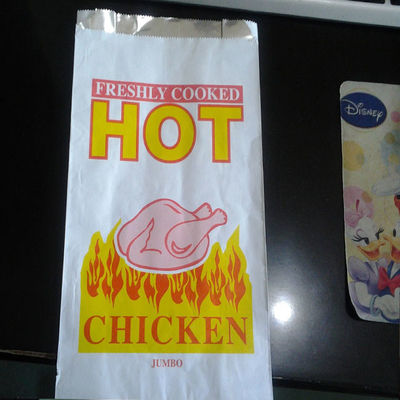 FRESHLY COOKED
HOT
CHICKEN
JUMBO
Disney